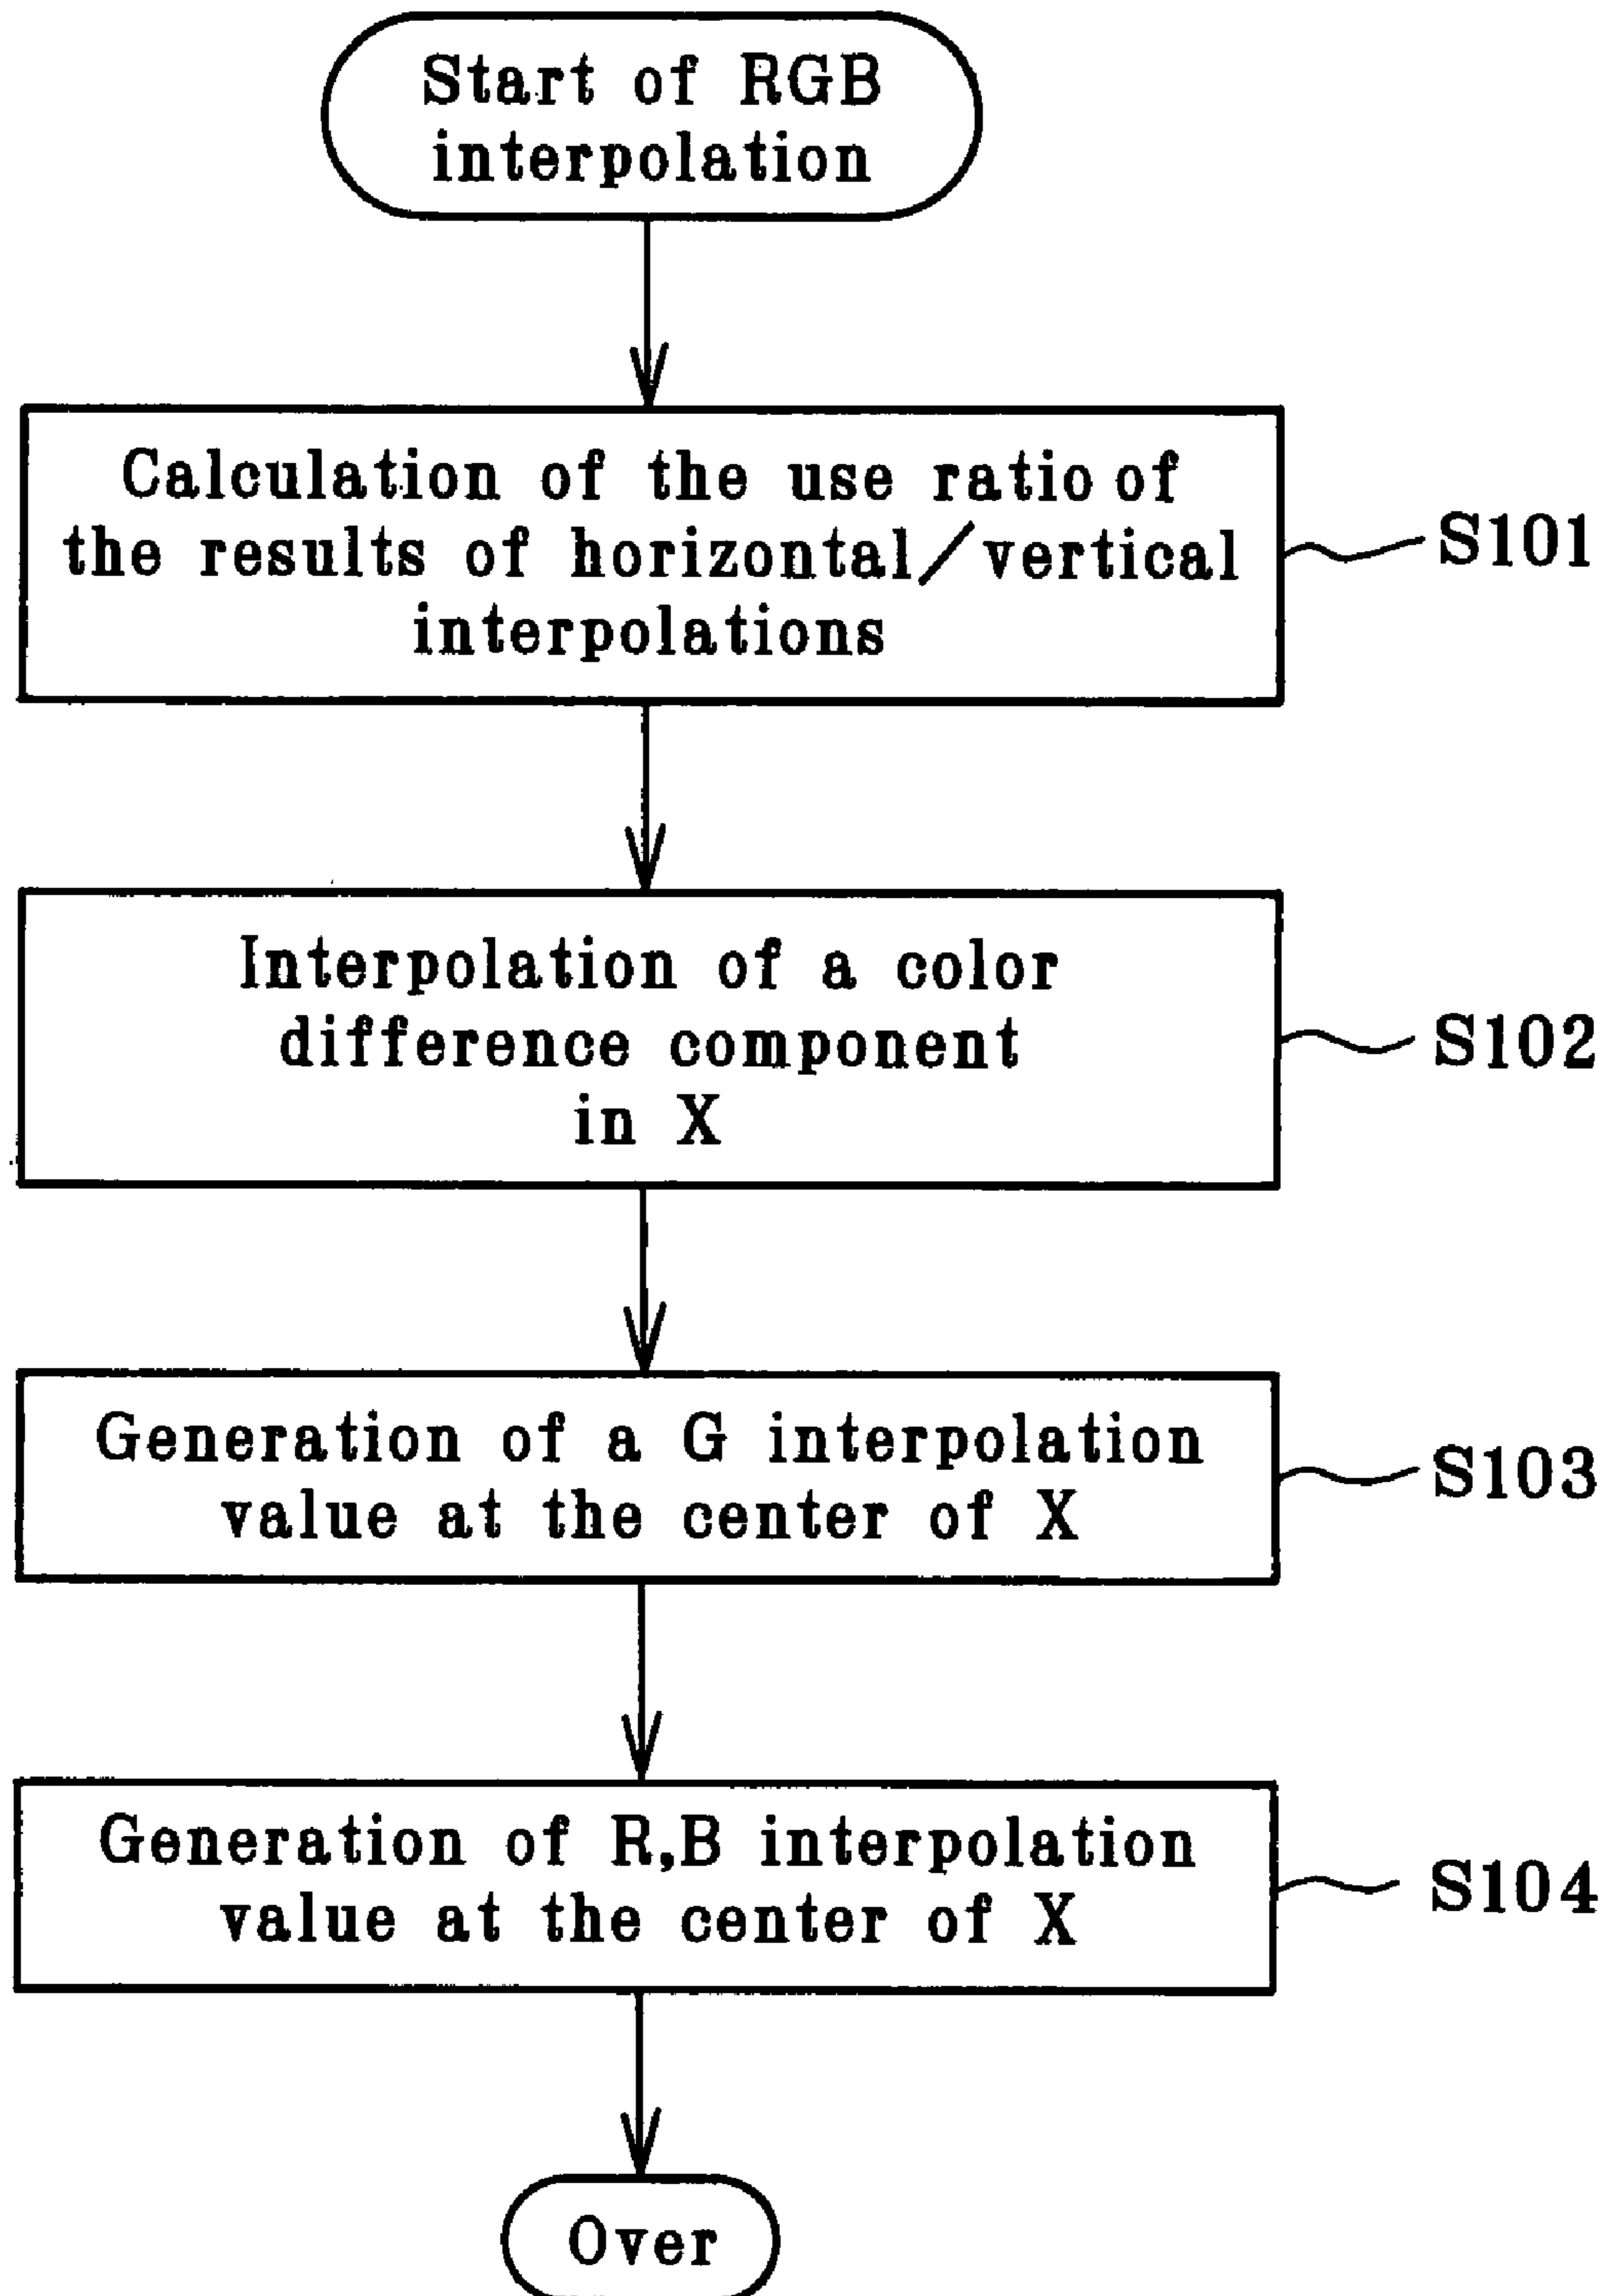 Start of RGB
interpolation
Calculation of the use ratio of
the results of horizontal/vertical
interpolations
S101
Interpolation of a color
difference component
in X
S102
Generation of a G interpolation
value at the center of X
S103
Generation of R,B interpolation
value at the center of X
S104
Over